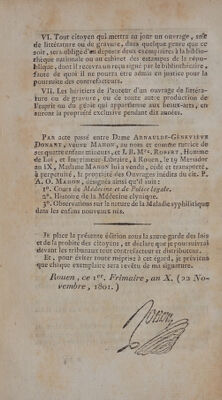 VI. Tout citoyen qui mettra au jour un ouvrage, soit
de littérature ou de gravure, dans quelque genre que ce
soit, sera obligé d'en déposer deux exemplaires à la biblio-
thèque nationale ou au cabinet des estampes de la répu-
blique, dont il recevra un reçu signé par le bibliothécaire,
faute de quoi il ne pourra être admis en justice pour la
poursuite des contrefacteurs.
VII. Les héritiers de l'auteur d'un ouvrage de littéra-
ture ou de gravure, ou de toute autre production de
l'esprit ou du génie qui appartienne aux beaux-arts, en
auront la propriété exclusive pendant dix années.
Par acte passé entre Dame Arnaulde-Geneviève
Donant, veuve Mahon, au nom et comme tutrice de
ses quatre enfans mineurs, & P. Mie. Robert, Homme
de Loi, et Imprimeur-Libraire, à Rouen, le 13 Messidor
an IX, Madame Mahon lui a vendu, cédé et transporté,
à perpétuité, la propriété des Ouvrages inédits du cit. P.
A. O. Mahon, désignés ainsi qu'il suit :
1°. Cours de Médecine et de Police légale.
2°. Histoire de la Médecine clynique.
3°. Observations sur la nature de la Maladie syphilitique
dans les enfans nouveaux nés.
Je place la présente édition sous la sauve garde des lois
et de la probité des citoyens, et déclare que je poursuivrai
devant les tribunaux tout contrefacteur et distributeur.
Et, pour éviter toute méprise à cet égard, je préviens
que chaque exemplaire sera revêtu de ma signature.
Rouen, ce 1er. Frimaire, an X. (22 No-
vembre, 1801.)